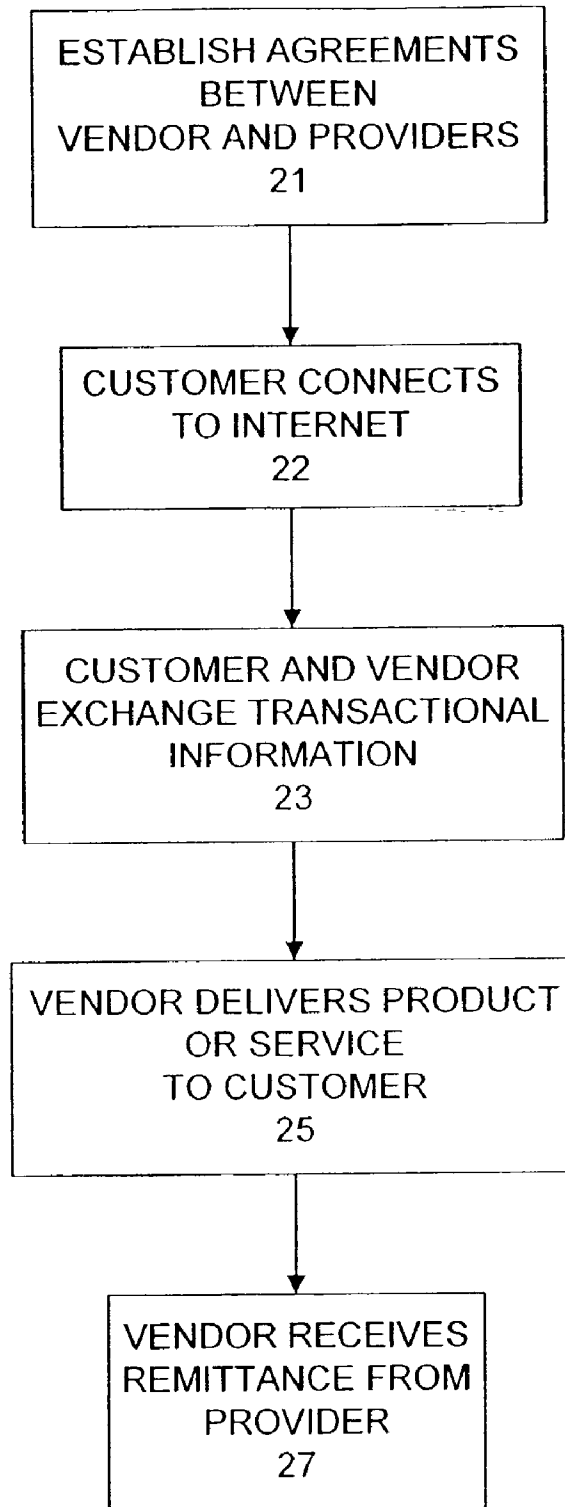 ESTABLISH AGREEMENTS
BETWEEN
VENDOR AND PROVIDERS
21
CUSTOMER CONNECTS
TO INTERNET
22
CUSTOMER AND VENDOR
EXCHANGE TRANSACTIONAL
INFORMATION
23
VENDOR DELIVERS PRODUCT
OR SERVICE
TO CUSTOMER
25
VENDOR RECEIVES
REMITTANCE FROM
PROVIDER
27